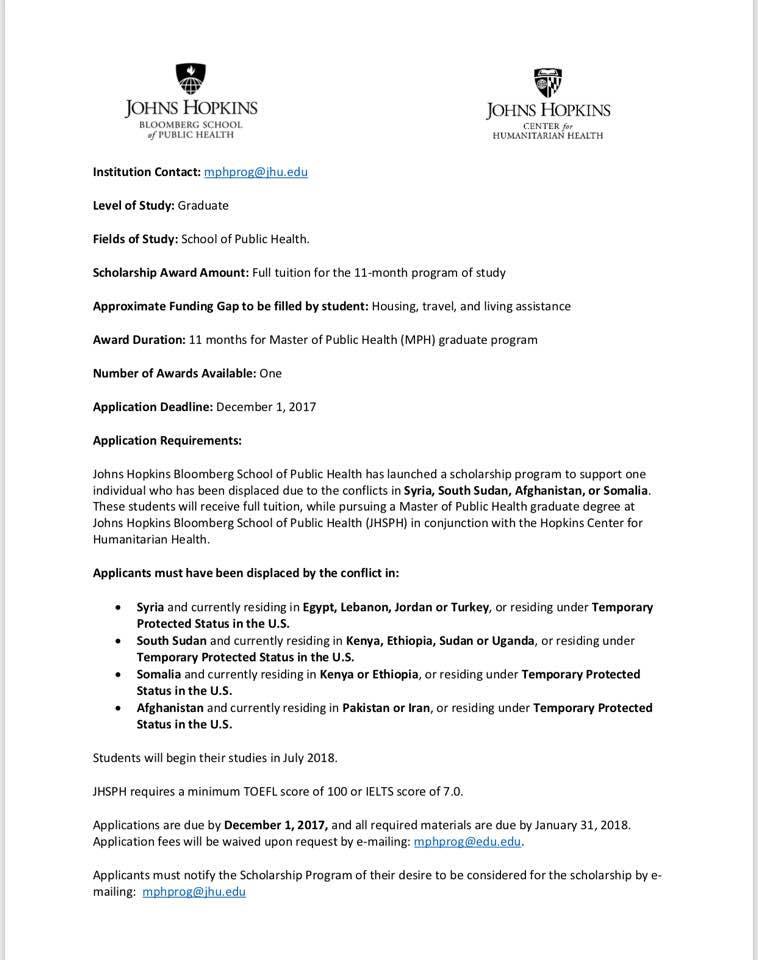 JOHNS HOPKINS
BLOOMBERG SCHOOL
of PUBLIC HEALTH
JOHNS HOPKINS
CENTER for
HUMANITARIAN HEALTH
Institution Contact: mphprog@jhu.edu
Level of Study: Graduate
Fields of Study: School of Public Health.
Scholarship Award Amount: Full tuition for the 11-month program of study
Approximate Funding Gap to be filled by student: Housing, travel, and living assistance
Award Duration: 11 months for Master of Public Health (MPH) graduate program
Number of Awards Available: One
Application Deadline: December 1, 2017
Application Requirements:
Johns Hopkins Bloomberg School of Public Health has launched a scholarship program to support one
individual who has been displaced due to the conflicts in Syria, South Sudan, Afghanistan, or Somalia.
These students will receive full tuition, while pursuing a Master of Public Health graduate degree at
Johns Hopkins Bloomberg School of Public Health (JHSPH) in conjunction with the Hopkins Center for
Humanitarian Health.
Applicants must have been displaced by the conflict in:
• Syria and currently residing in Egypt, Lebanon, Jordan or Turkey, or residing under Temporary
Protected Status in the U.S.
• South Sudan and currently residing in Kenya, Ethiopia, Sudan or Uganda, or residing under
Temporary Protected Status in the U.S.
• Somalia and currently residing in Kenya or Ethiopia, or residing under Temporary Protected
Status in the U.S.
• Afghanistan and currently residing in Pakistan or Iran, or residing under Temporary Protected
Status in the U.S.
Students will begin their studies in July 2018.
JHSPH requires a minimum TOEFL score of 100 or IELTS score of 7.0.
Applications are due by December 1, 2017, and all required materials are due by January 31, 2018.
Application fees will be waived upon request by e-mailing: mphprog@edu.edu.
Applicants must notify the Scholarship Program of their desire to be considered for the scholarship by e-
mailing: mphprog@jhu.edu